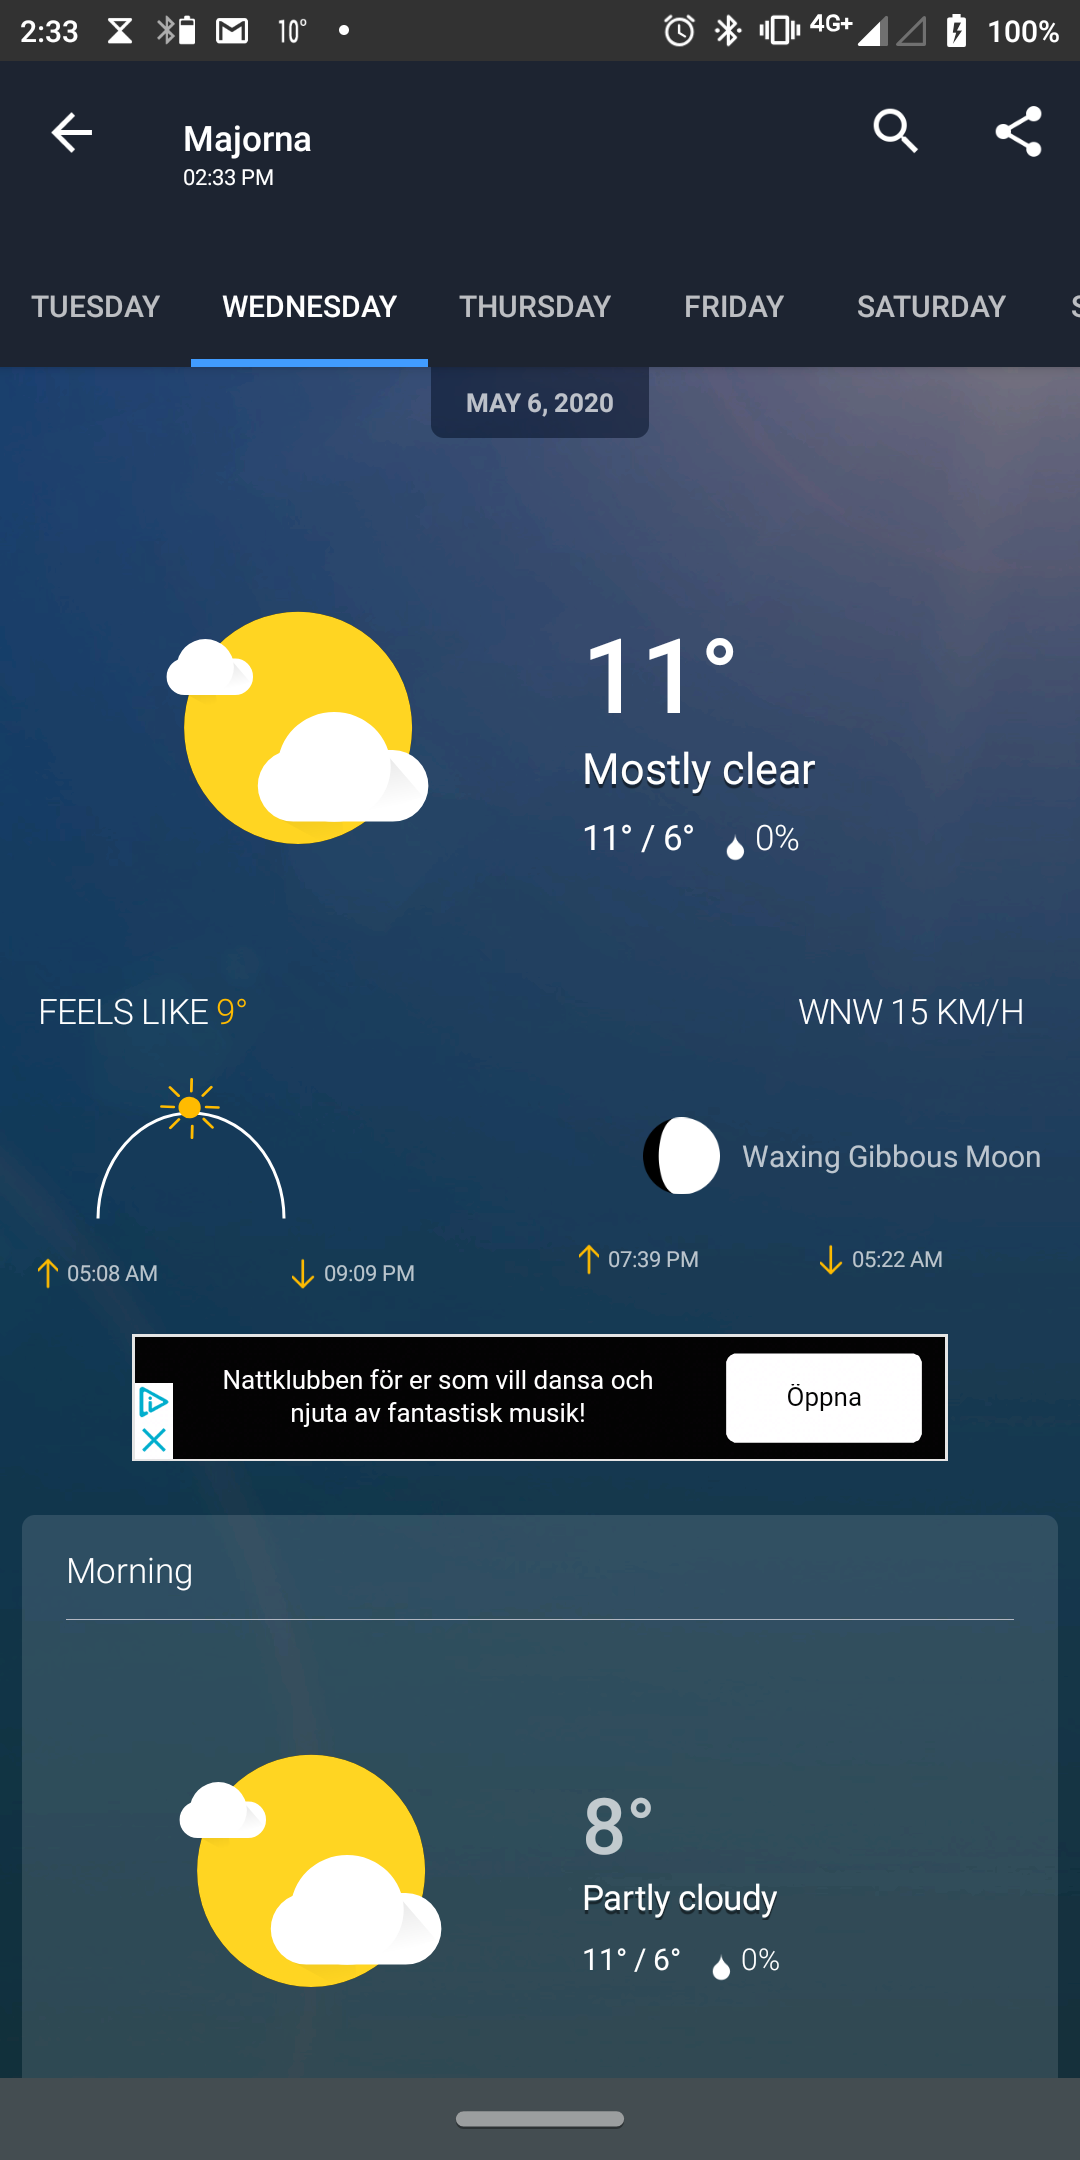 2:33 10° 4G+ 100%
Majorna
02:33 PM
TUESDAY WEDNESDAY THURSDAY FRIDAY SATURDAY S
MAY 6, 2020
11°
Mostly clear
11° / 6° 0%
FEELS LIKE 9° WNW 15 KM/H
Waxing Gibbous Moon
05:08 AM 09:09 PM 07:39 PM 05:22 AM
Nattklubben för er som vill dansa och
njuta av fantastisk musik!
Öppna
Morning
8°
Partly cloudy
11° / 6° 0%